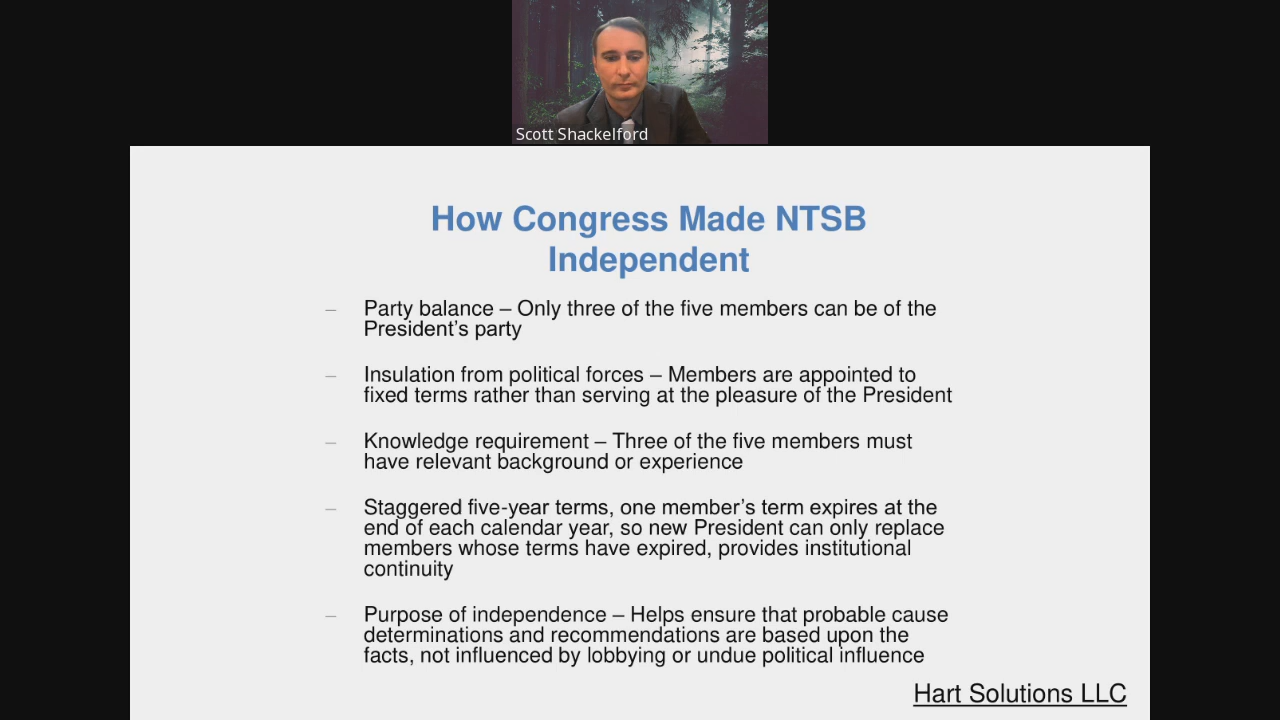 Scott Shackelford
How Congress Made NTSB
Independent
– Party balance – Only three of the five members can be of the
President's party
– Insulation from political forces – Members are appointed to
fixed terms rather than serving at the pleasure of the President
– Knowledge requirement – Three of the five members must
have relevant background or experience
– Staggered five-year terms, one member's term expires at the
end of each calendar year, so new President can only replace
members whose terms have expired, provides institutional
continuity
– Purpose of independence – Helps ensure that probable cause
determinations and recommendations are based upon the
facts, not influenced by lobbying or undue political influence
Hart Solutions LLC